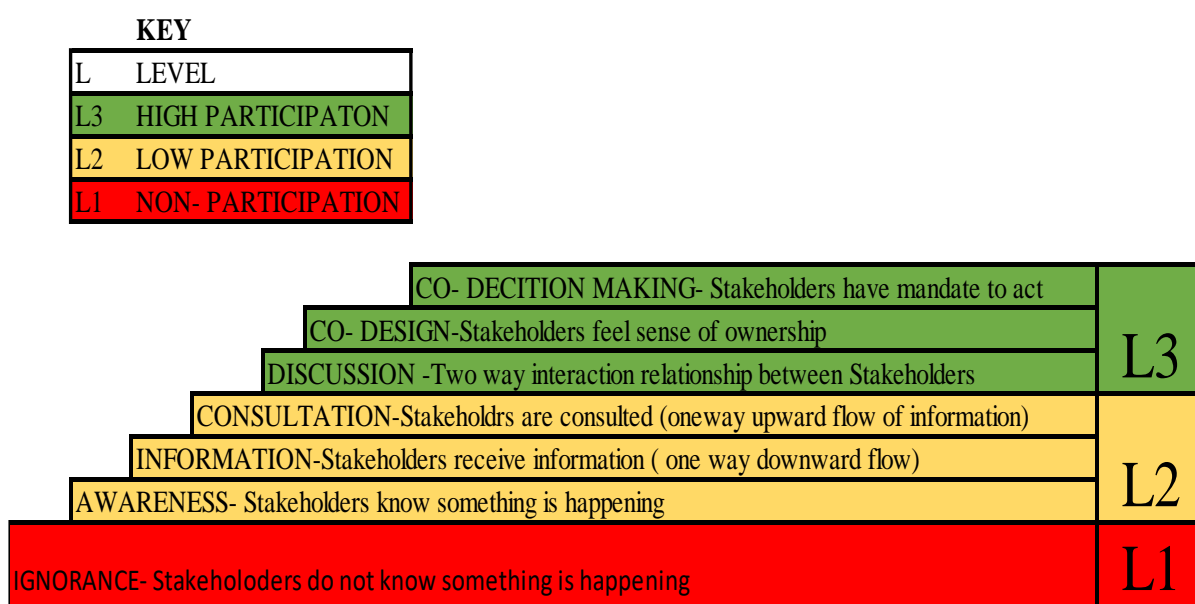 KEY
L LEVEL
L3 HIGH PARTICIPATON
L2 LOW PARTICIPATION
L1 NON- PARTICIPATION
CO- DECITION MAKING- Stakeholders have mandate to act
CO- DESIGN-Stakeholders feel sense of ownership
DISCUSSION -Two way interaction relationship between Stakeholders
L3
CONSULTATION-Stakeholdrs are consulted (oneway upward flow of information)
INFORMATION-Stakeholders receive information ( one way downward flow)
AWARENESS- Stakeholders know something is happening
L2
IGNORANCE- Stakeholoders do not know something is happening
L1